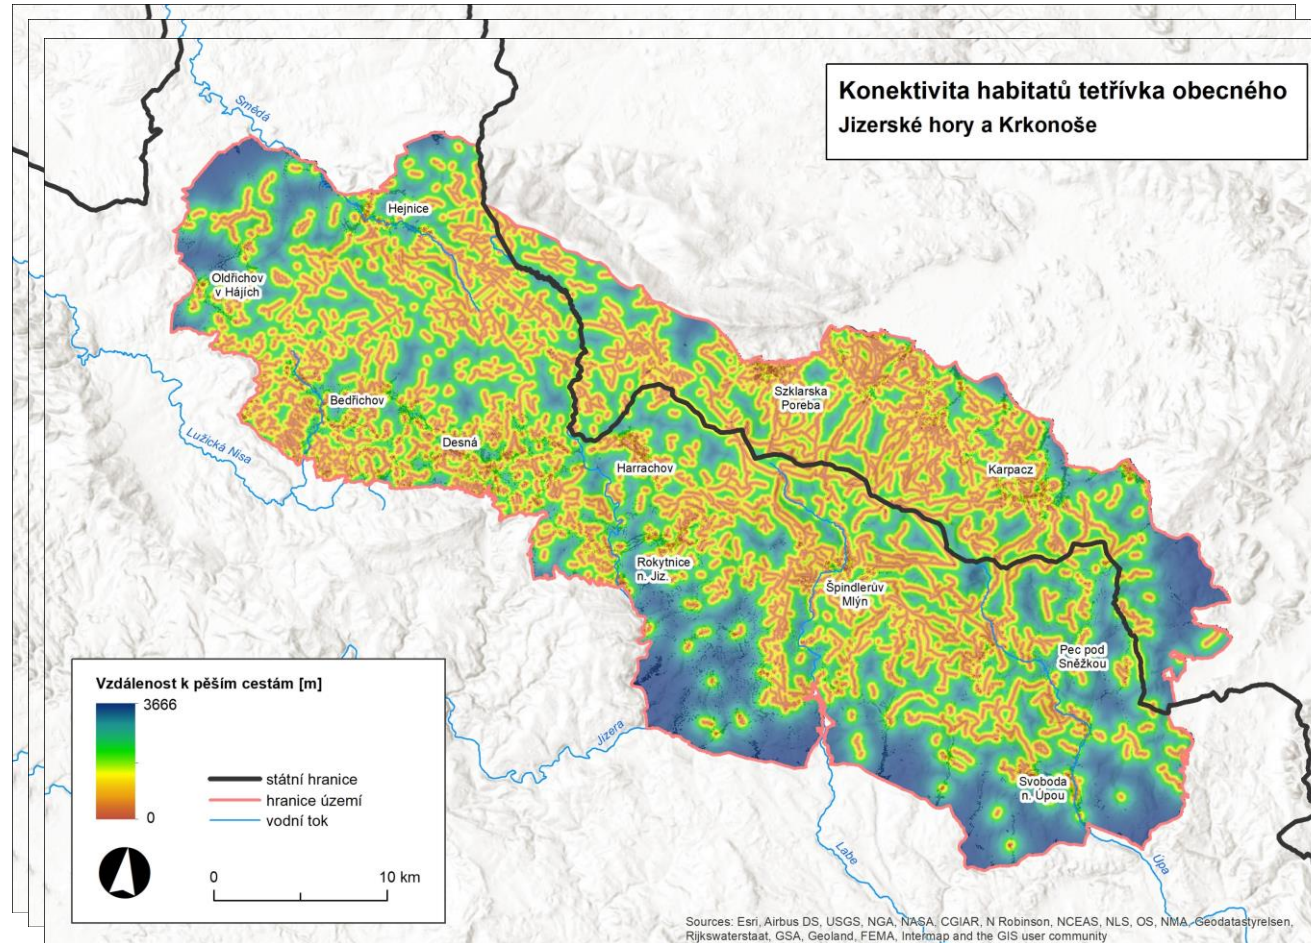 Konektivita habitatů tetřívka obecného
Jizerské hory a Krkonoše
Smědá
Hejnice
Oldřichov
v Hájích
Bedřichov
Lužická Nisa
Desná
Szklarska
Poreba
Harrachov
Karpacz
Rokytnice
n. Jiz.
Špindlerův
Mlýn
Pec pod
Sněžkou
Svoboda
n. Úpou
Jizera
Labe
Úpa
Vzdálenost k pěším cestám [m]
3666
0
státní hranice
hranice území
vodní tok
0
10 km
Sources: Esri, Airbus DS, USGS, NGA, NASA, CGIAR, N Robinson, NCEAS, NLS, OS, NMA, Geodatastyrelsen,
Rijkswaterstaat, GSA, Geoland, FEMA, Intermap and the GIS user community